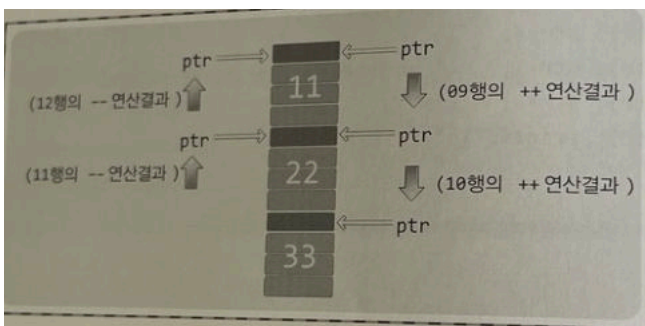 ptr ptr
11
(12행의 -- 연산결과 ) (09행의 ++ 연산결과 )
ptr ptr
22
(11행의 -- 연산결과 ) (10행의 ++ 연산결과 )
ptr
33